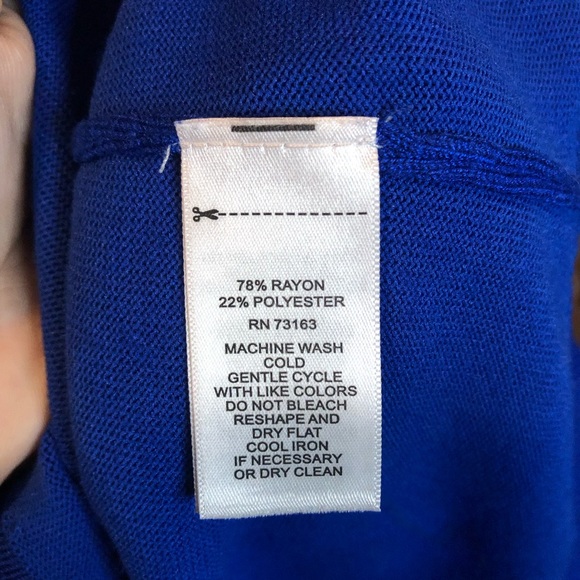 78% RAYON
22% POLYESTER
RN 73163
MACHINE WASH
COLD
GENTLE CYCLE
WITH LIKE COLORS
DO NOT BLEACH
RESHAPE AND
DRY FLAT
COOL IRON
IF NECESSARY
OR DRY CLEAN